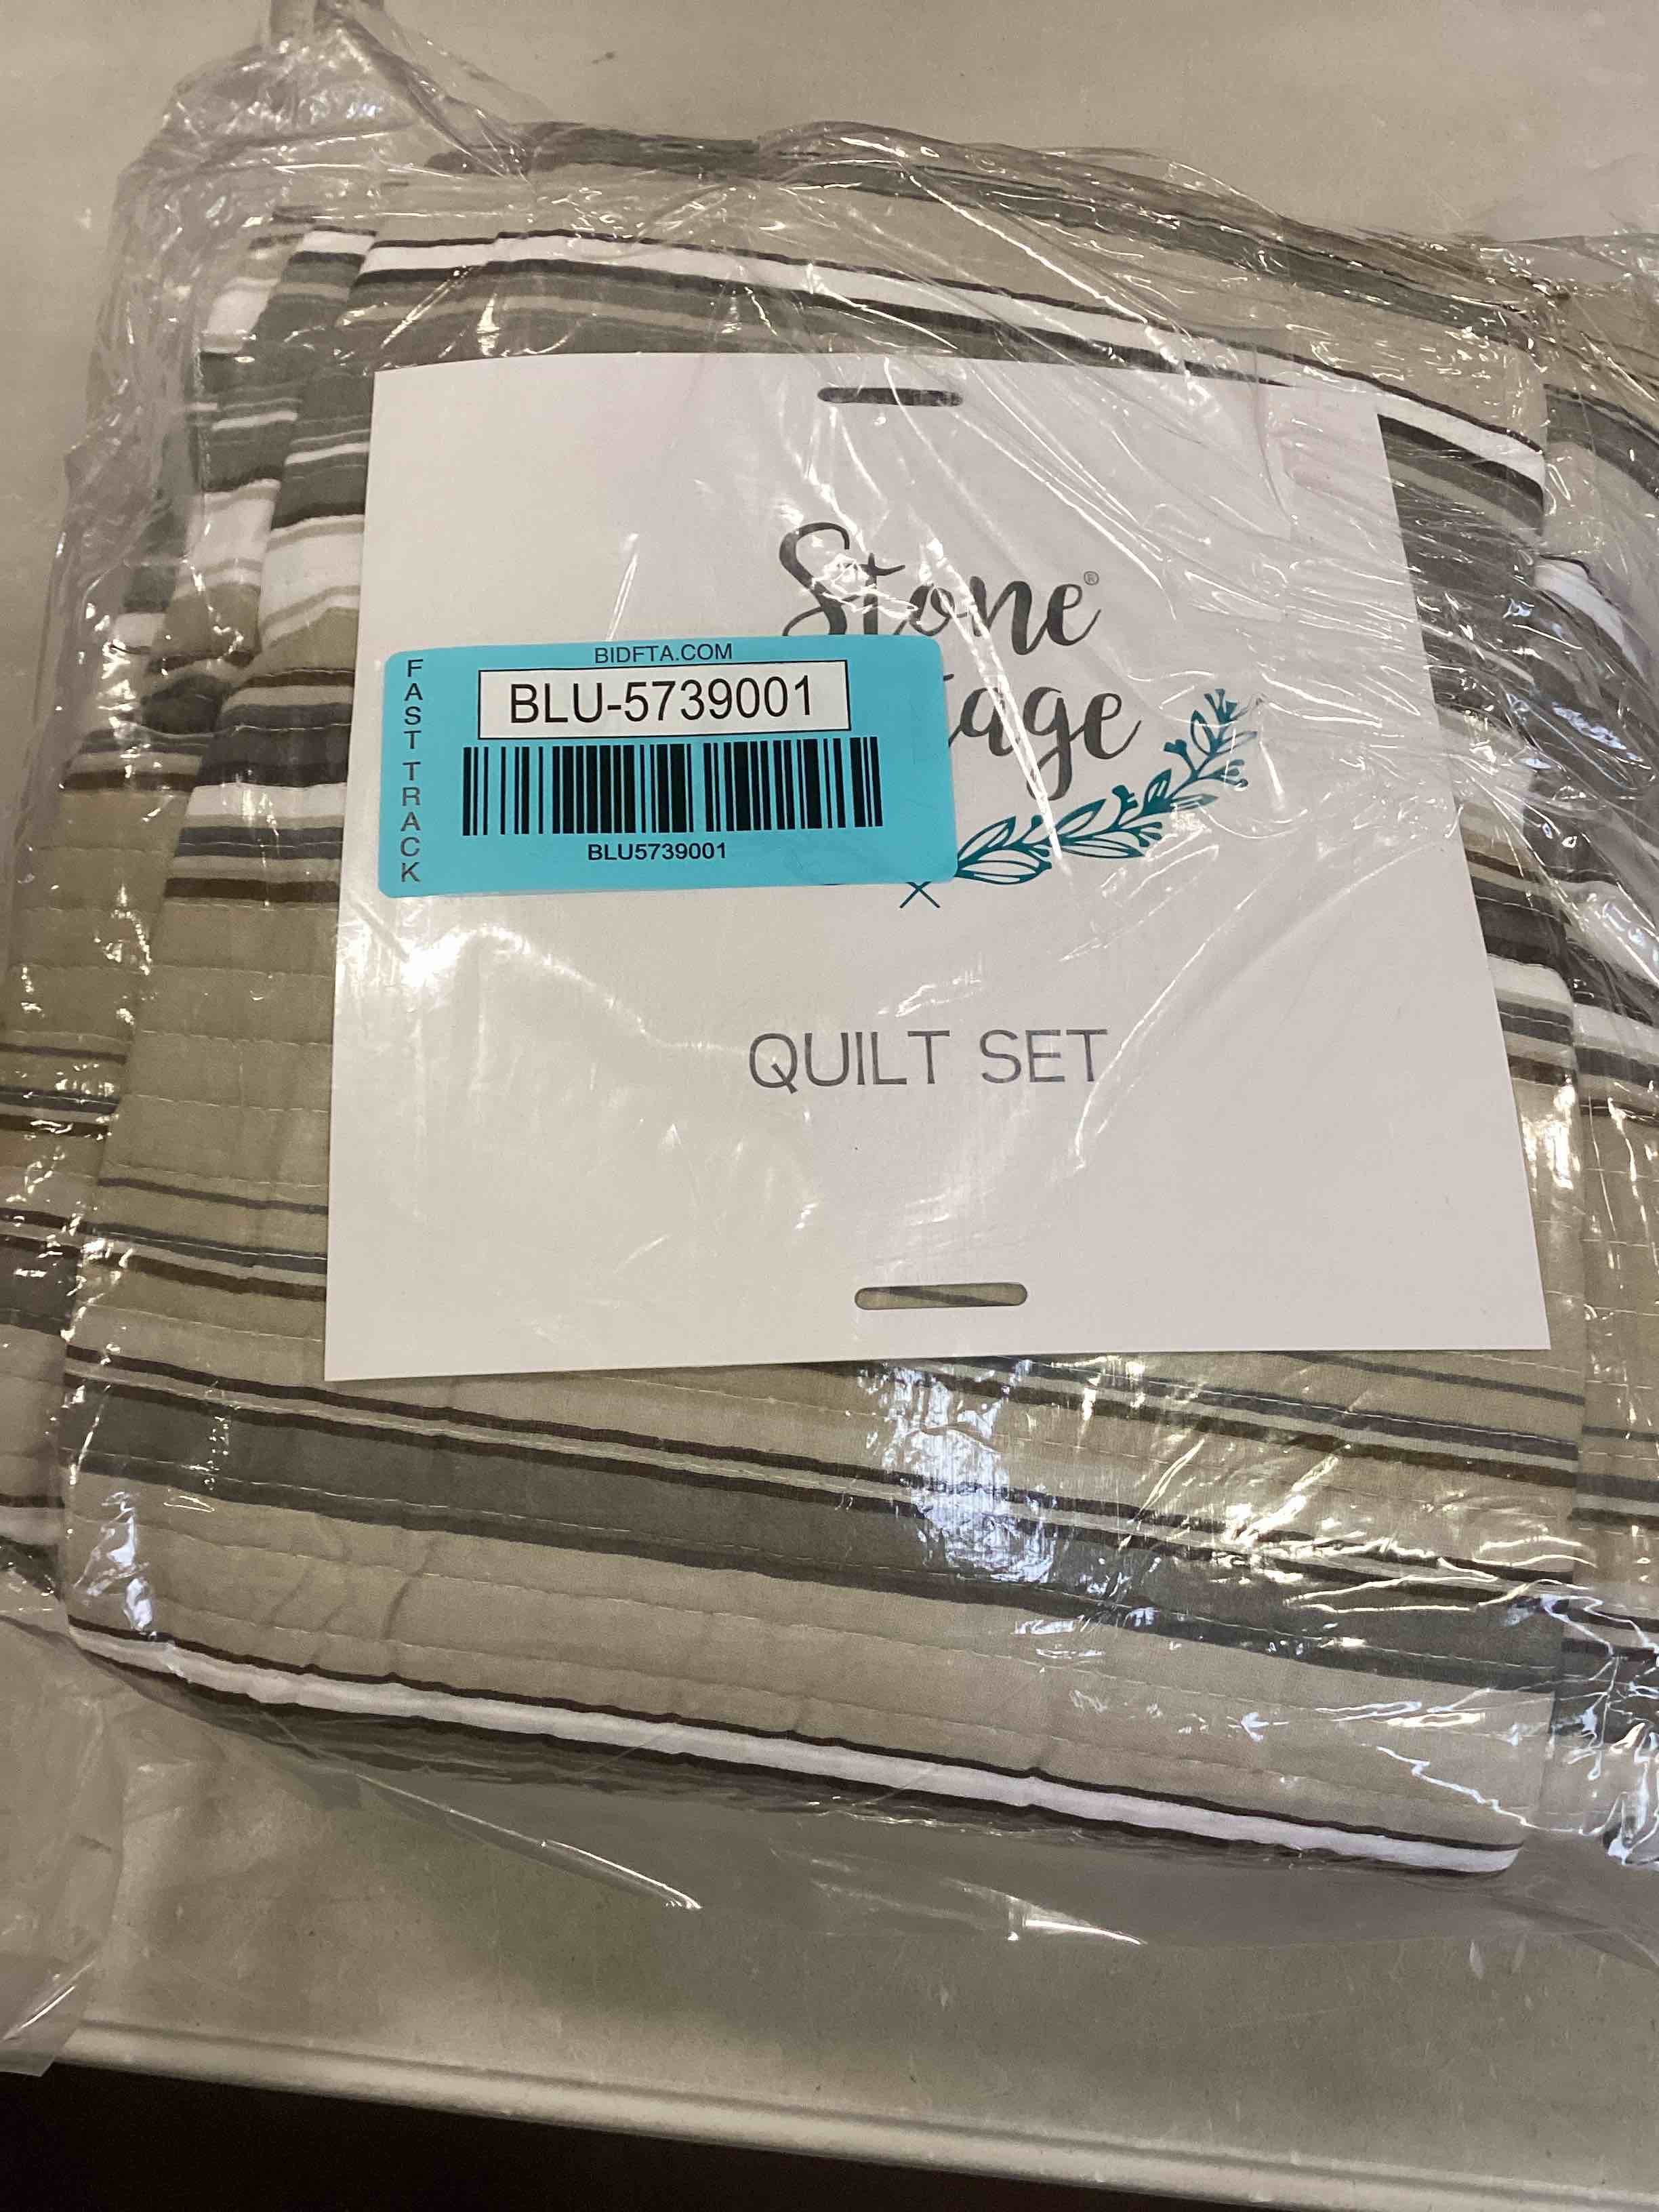 Stone®
BIDFTA.COM
FAST TRACK
BLU-5739001
BLU5739001
QUILT SET